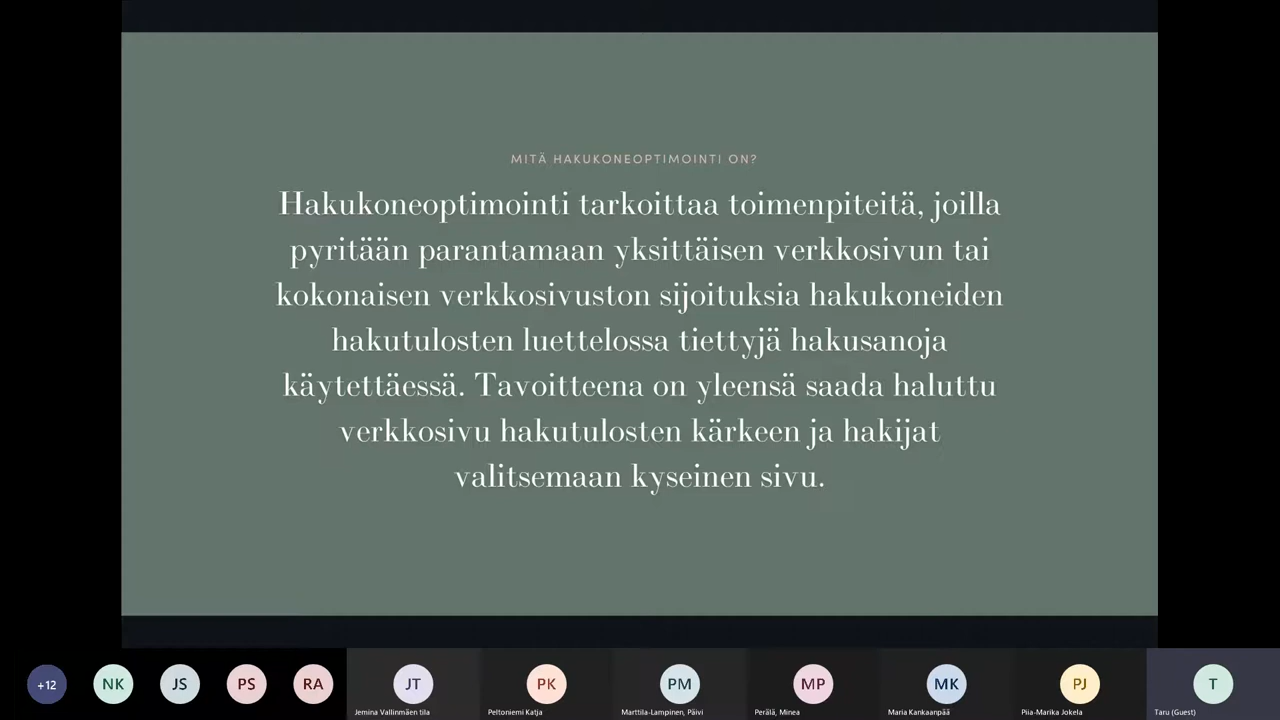 MITÄ HAKUKONEOPTIMOINTI ON?
Hakukoneoptimointi tarkoittaa toimenpiteitä, joilla
pyritään parantamaan yksittäisen verkkosivun tai
kokonaisen verkkosivuston sijoituksia hakukoneiden
hakutulosten luettelossa tiettyjä hakusanoja
käytettäessä. Tavoitteena on yleensä saada haluttu
verkkosivu hakutulosten kärkeen ja hakijat
valitsemaan kyseinen sivu.
+12 NK JS PS RA JT PK PM MP MK PJ T
Jemina Vallinmäen tila Peltoniemi Katja Marttila-Lampinen, Päivi Perälä, Minea Maria Kankaanpää Piia-Marika Jokela Taru (Guest)